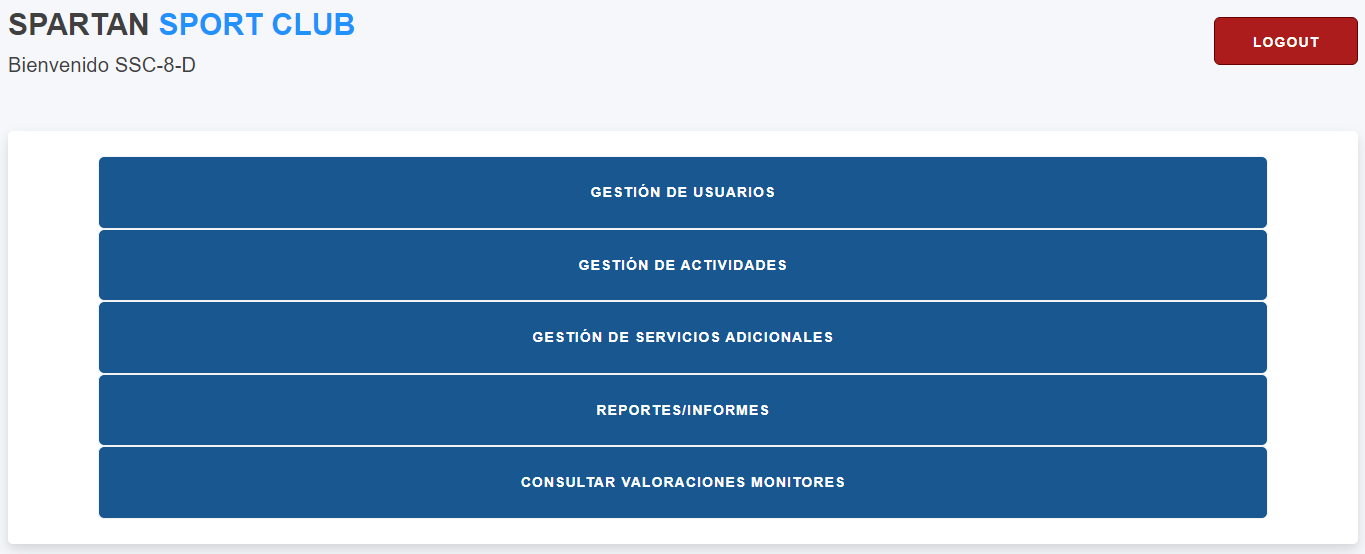 SPARTAN SPORT CLUB
LOGOUT
Bienvenido SSC-8-D
GESTIÓN DE USUARIOS
GESTIÓN DE ACTIVIDADES
GESTIÓN DE SERVICIOS ADICIONALES
REPORTES/INFORMES
CONSULTAR VALORACIONES MONITORES